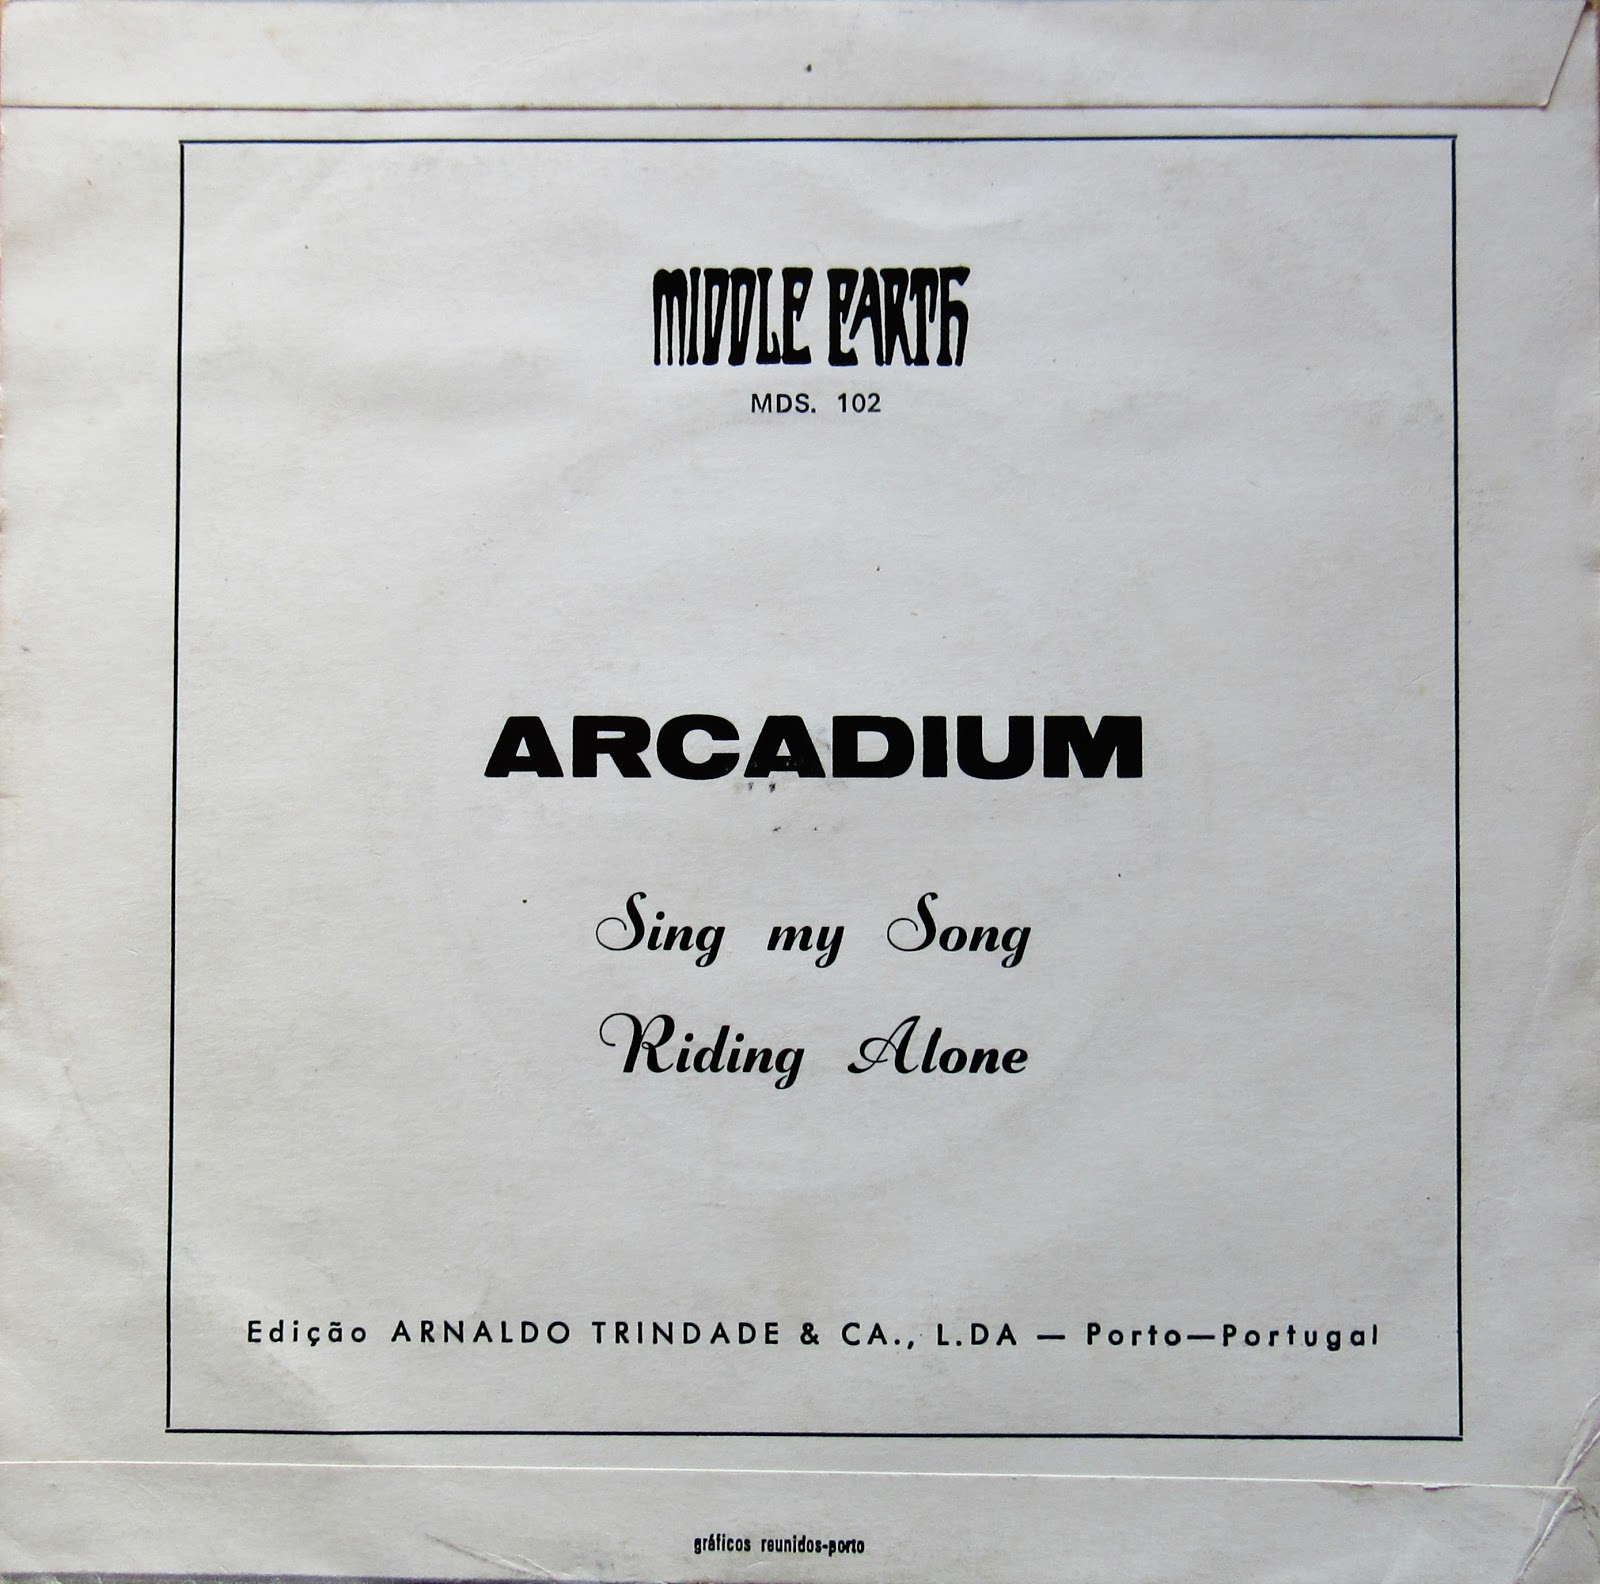 MIDDLE EARTH
MDS. 102
ARCADIUM
Sing my Song
Riding Alone
Edição ARNALDO TRINDADE & CA., L.DA — Porto—Portugal
gráficos reunidos-porto